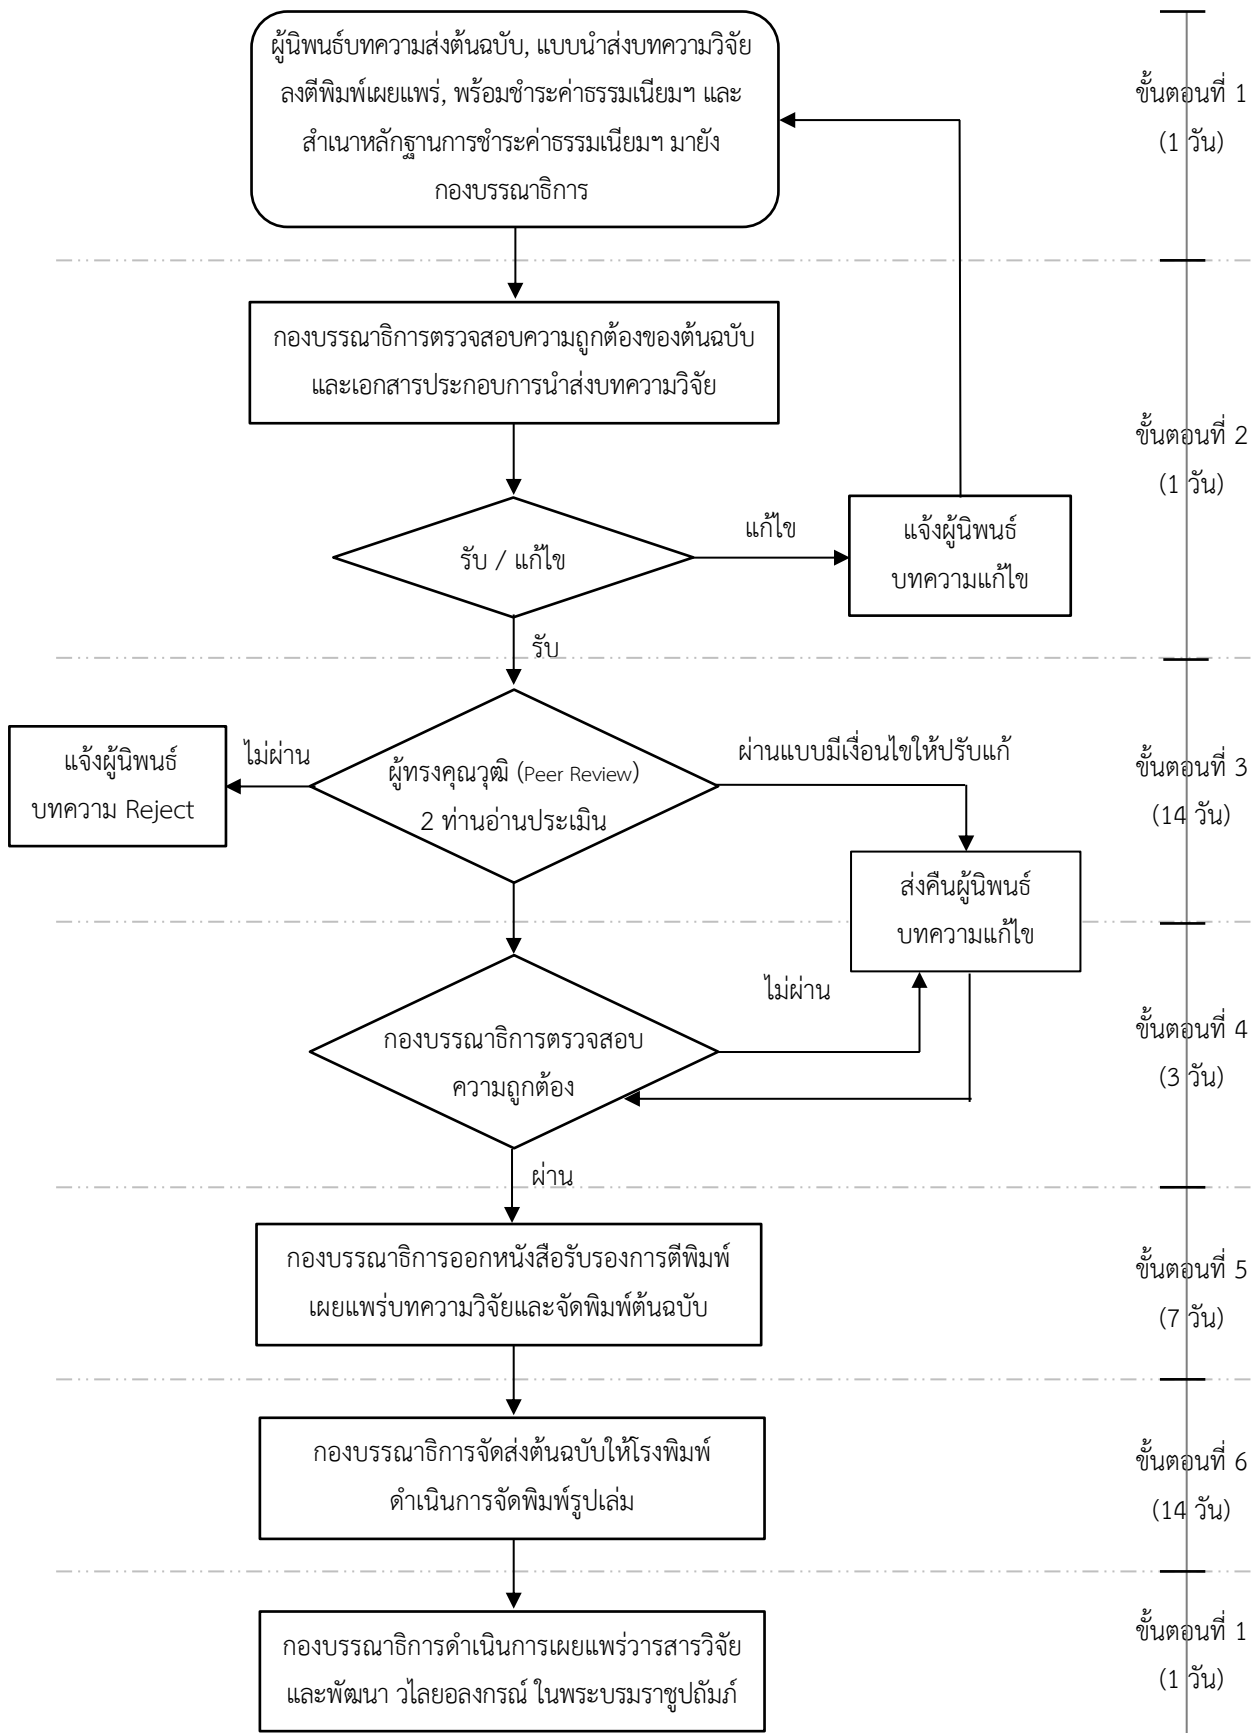 ผู้นิพนธ์บทความส่งต้นฉบับ, แบบนำส่งบทความวิจัย
ลงตีพิมพ์เผยแพร่, พร้อมชำระค่าธรรมเนียมฯ และ
สำเนาหลักฐานการชำระค่าธรรมเนียมฯ มายัง
กองบรรณาธิการ
ขั้นตอนที่ 1
(1 วัน)
กองบรรณาธิการตรวจสอบความถูกต้องของต้นฉบับ
และเอกสารประกอบการนำส่งบทความวิจัย
ขั้นตอนที่ 2
(1 วัน)
รับ / แก้ไข
แก้ไข
แจ้งผู้นิพนธ์
บทความแก้ไข
รับ
แจ้งผู้นิพนธ์
บทความ Reject
ไม่ผ่าน
ผู้ทรงคุณวุฒิ (Peer Review)
2 ท่านอ่านประเมิน
ผ่านแบบมีเงื่อนไขให้ปรับแก้
ขั้นตอนที่ 3
(14 วัน)
ส่งคืนผู้นิพนธ์
บทความแก้ไข
ไม่ผ่าน
กองบรรณาธิการตรวจสอบ
ความถูกต้อง
ขั้นตอนที่ 4
(3 วัน)
ผ่าน
กองบรรณาธิการออกหนังสือรับรองการตีพิมพ์
เผยแพร่บทความวิจัยและจัดพิมพ์ต้นฉบับ
ขั้นตอนที่ 5
(7 วัน)
กองบรรณาธิการจัดส่งต้นฉบับให้โรงพิมพ์
ดำเนินการจัดพิมพ์รูปเล่ม
ขั้นตอนที่ 6
(14 วัน)
กองบรรณาธิการดำเนินการเผยแพร่วารสารวิจัย
และพัฒนา วไลยอลงกรณ์ ในพระบรมราชูปถัมภ์
ขั้นตอนที่ 1
(1 วัน)